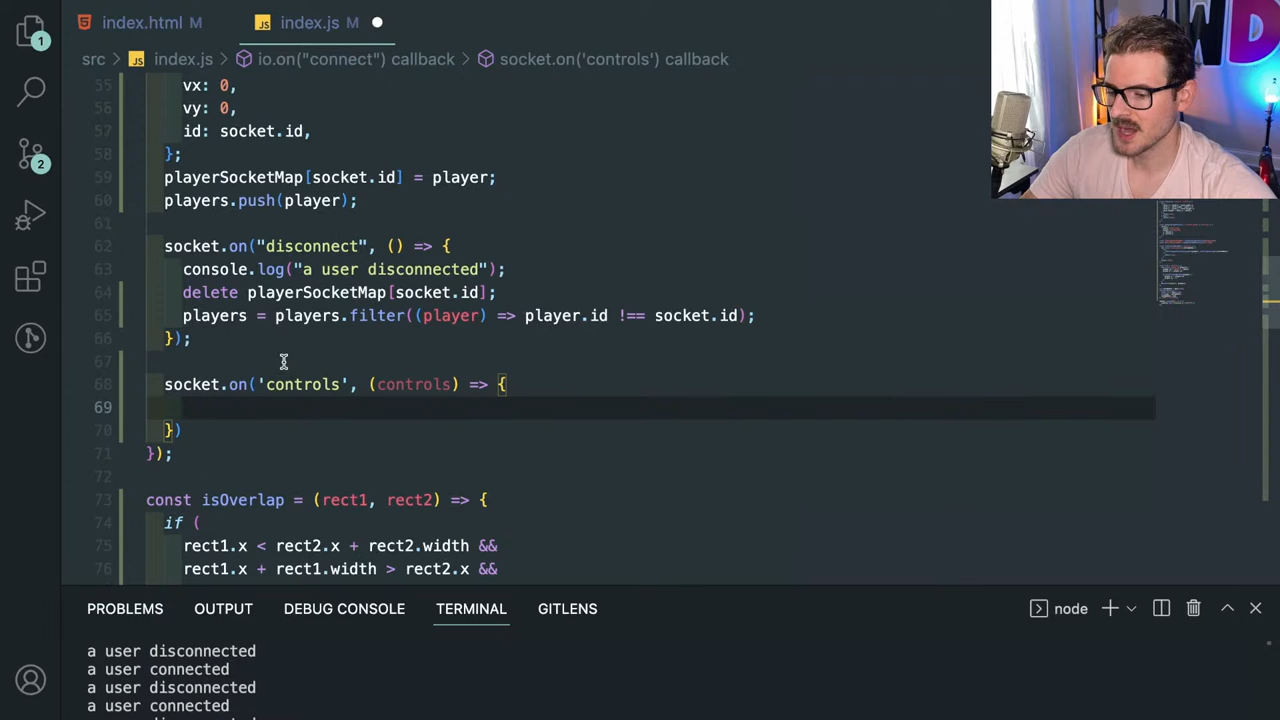 index.html M
JS index.js M
src > JS index.js > io.on("connect") callback > socket.on('controls') callback
55 vx: 0,
56 vy: 0,
57 id: socket.id,
58 };
59 playerSocketMap[socket.id] = player;
60 players.push(player);
61
62 socket.on("disconnect", () => {
63 console.log("a user disconnected");
64 delete playerSocketMap[socket.id];
65 players = players.filter((player) => player.id !== socket.id);
66 });
67
68 socket.on('controls', (controls) => {
69
70 })
71 });
72
73 const isOverlap = (rect1, rect2) => {
74 if (
75 rect1.x < rect2.x + rect2.width &&
76 rect1.x + rect1.width > rect2.x &&
PROBLEMS OUTPUT DEBUG CONSOLE TERMINAL GITLENS node
a user disconnected
a user connected
a user disconnected
a user connected
1
2
WD